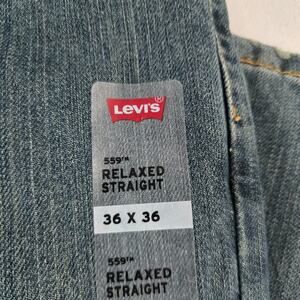 LEVI'S®
559™
RELAXED
STRAIGHT
36 X 36
559™
RELAXED
STRAIGHT